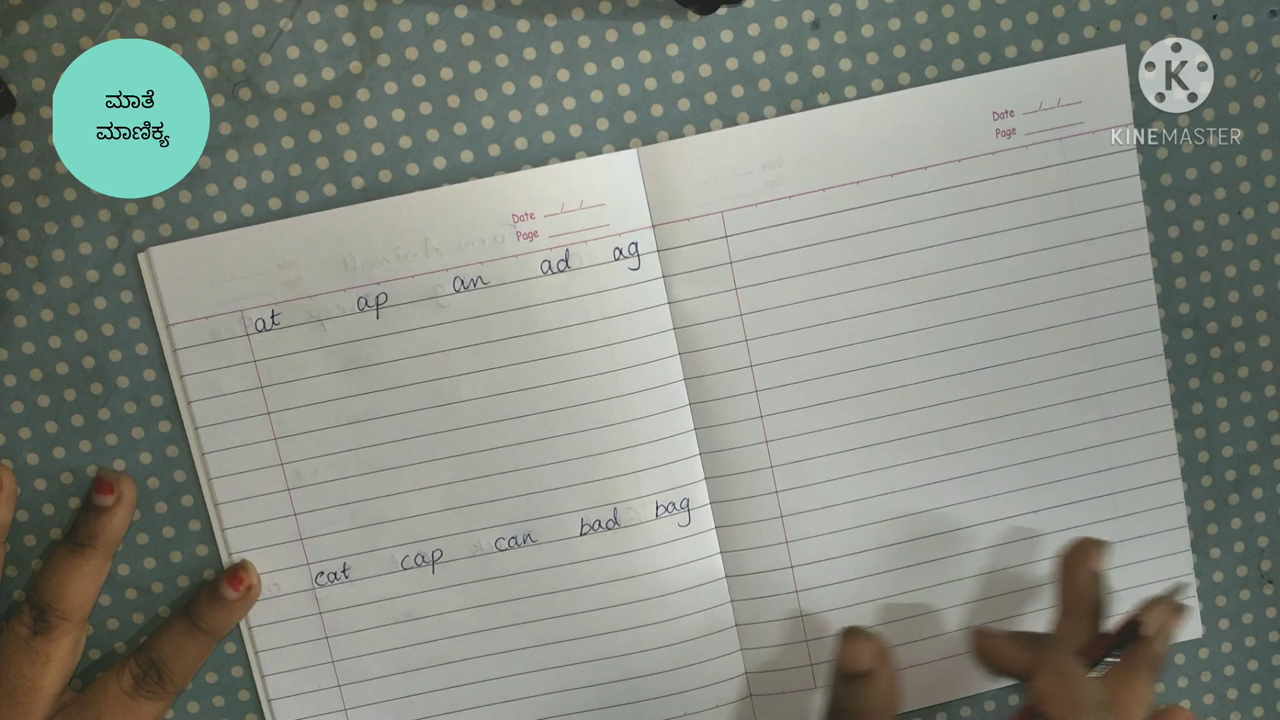 ಮಾತೆ
ಮಾಣಿಕ್ಯ
K
KINEMASTER
Date / /
Page
Date / /
Page
at ap an ad ag
cat cap can bad bag